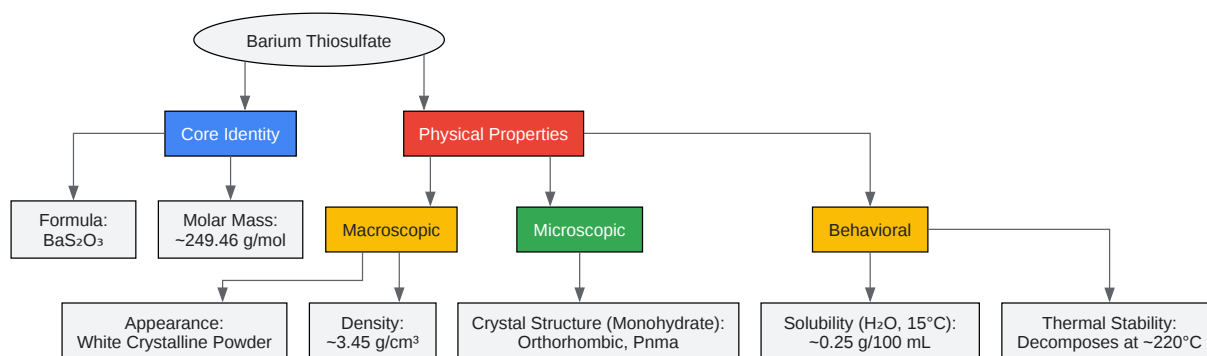 Barium Thiosulfate
Core Identity
Physical Properties
Formula:
BaS₂O₃
Molar Mass:
~249.46 g/mol
Macroscopic
Microscopic
Behavioral
Appearance:
White Crystalline Powder
Density:
~3.45 g/cm³
Crystal Structure (Monohydrate):
Orthorhombic, Pnma
Solubility (H₂O, 15°C):
~0.25 g/100 mL
Thermal Stability:
Decomposes at ~220°C